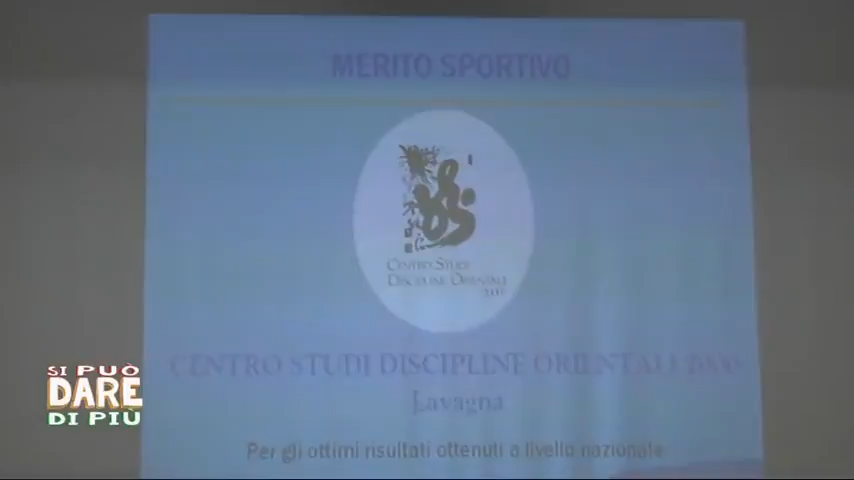 MERITO SPORTIVO
CENTRO STUDI
DISCIPLINE ORIENTALI
CENTRO STUDI DISCIPLINE ORIENTALI
Lavagna
Per gli ottimi risultati ottenuti a livello nazionale
SI PUÒ
DARE
DI PIÙ